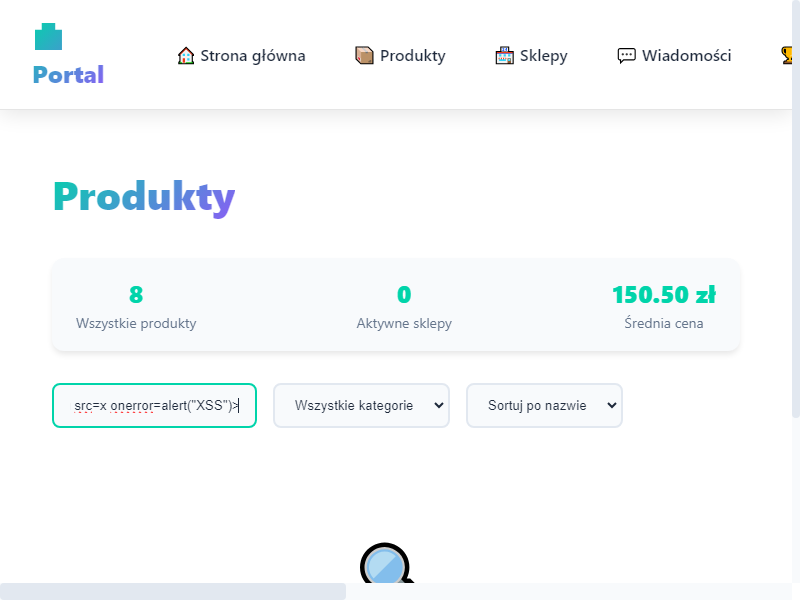 Portal
Strona główna
Produkty
Sklepy
Wiadomości
Produkty
8
Wszystkie produkty
0
Aktywne sklepy
150.50 zł
Średnia cena
src=x onerror=alert("XSS")>
Wszystkie kategorie
Sortuj po nazwie